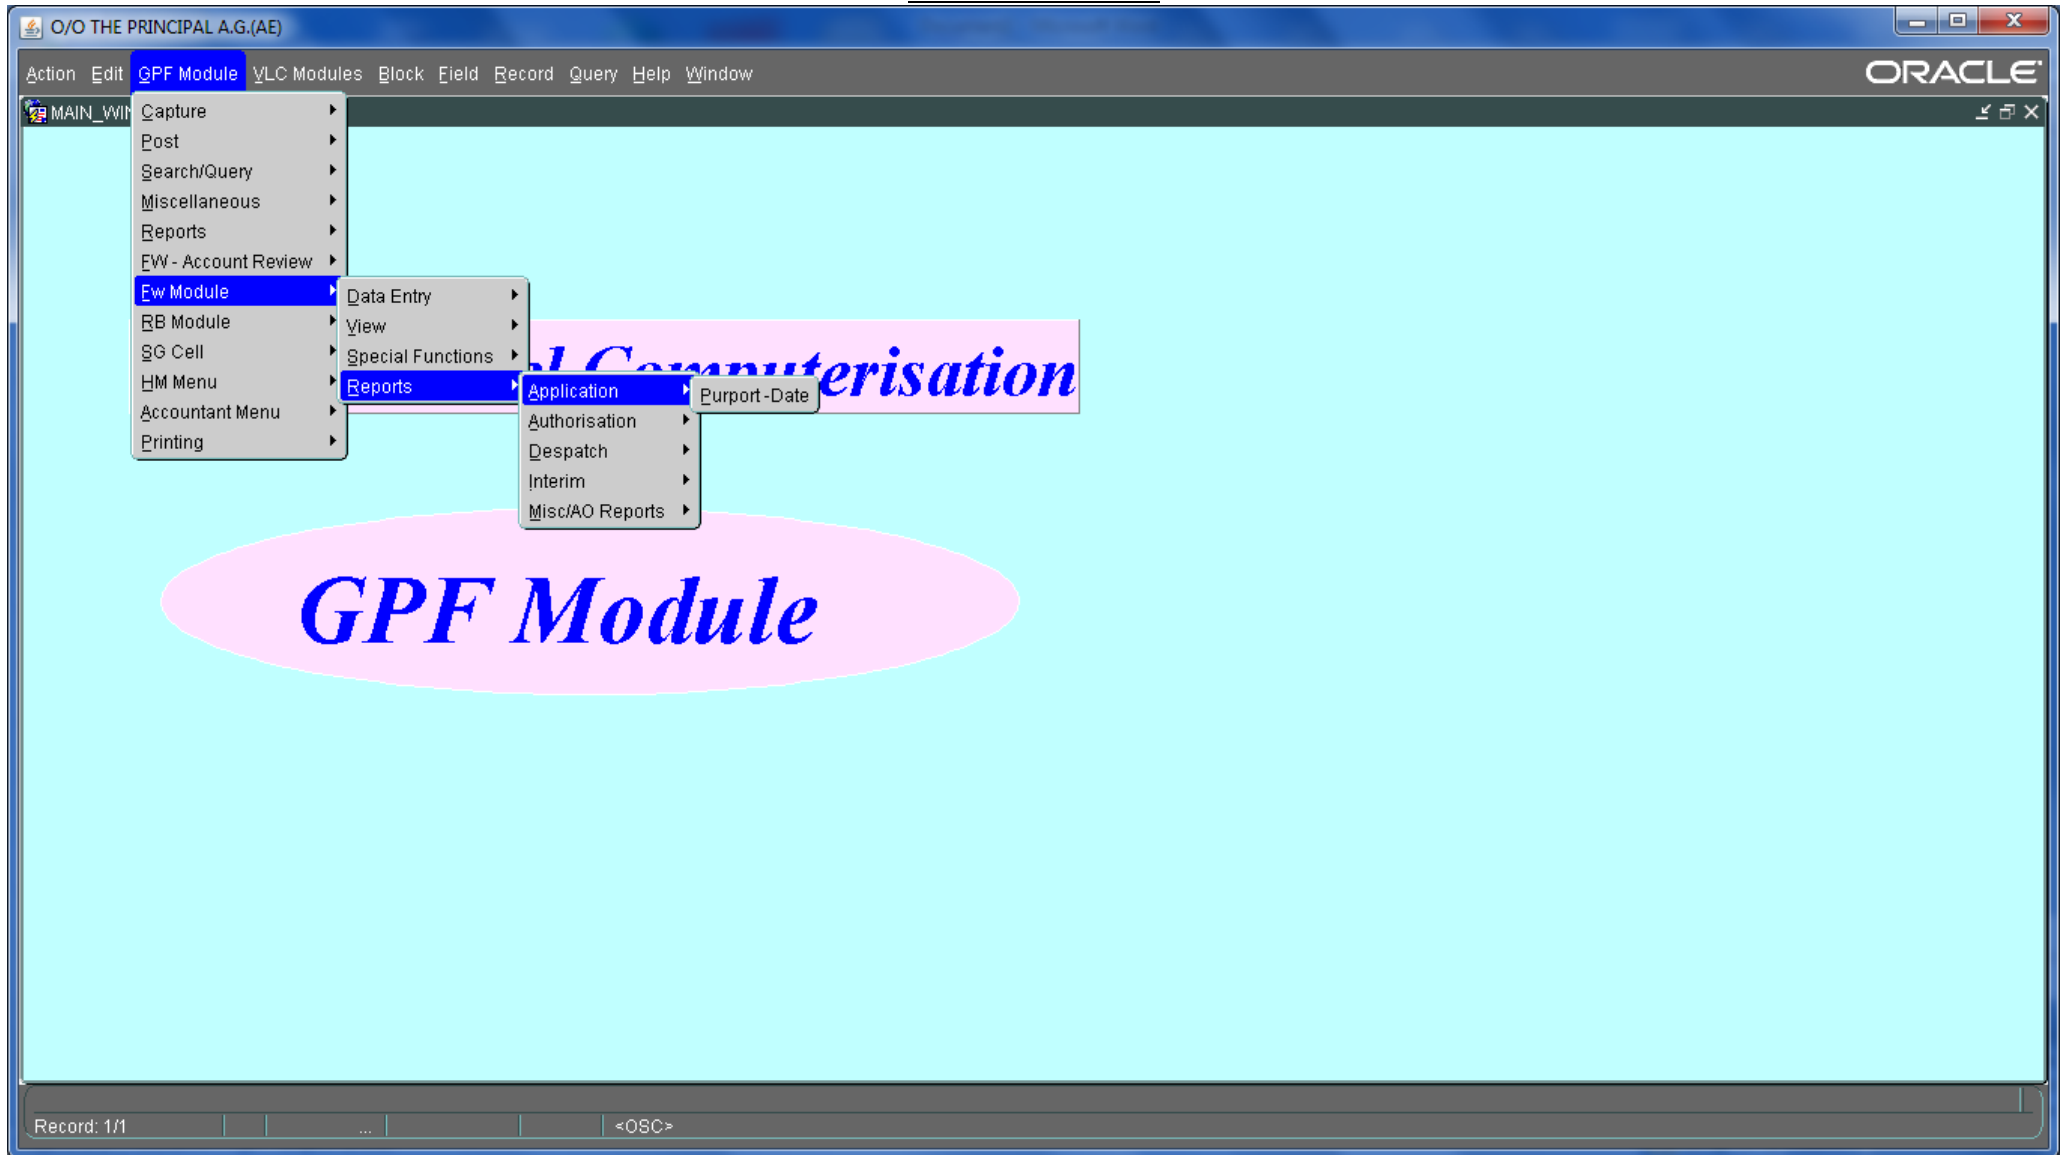 O/O THE PRINCIPAL A.G.(AE)
Action Edit GPF Module VLC Modules Block Field Record Query Help Window
ORACLE
MAIN_WIN
Capture
Post
Search/Query
Miscellaneous
Reports
FW - Account Review
Fw Module
RB Module
SG Cell
HM Menu
Accountant Menu
Printing
Data Entry
View
Special Functions
Reports
Application
Authorisation
Despatch
Interim
Misc/AO Reports
Purport -Date
Computerisation
GPF Module
Record: 1/1 ... <OSC>